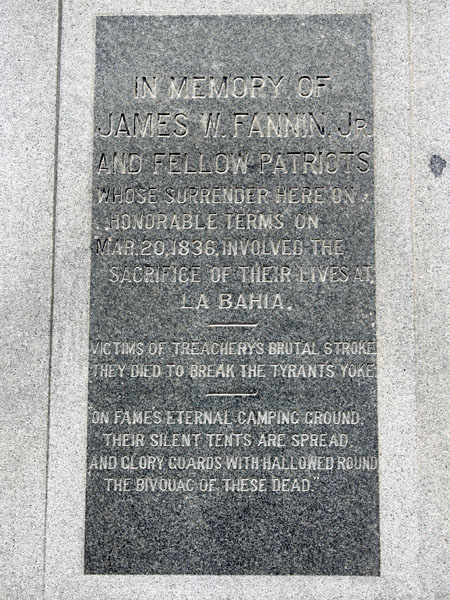 IN MEMORY OF
JAMES W. FANNIN, JR.
AND FELLOW PATRIOTS
WHOSE SURRENDER HERE ON
HONORABLE TERMS ON
MAR. 20, 1836, INVOLVED THE
SACRIFICE OF THEIR LIVES AT
LA BAHIA.
VICTIMS OF TREACHERY'S BRUTAL STROKE
THEY DIED TO BREAK THE TYRANTS YOKE
ON FAME'S ETERNAL CAMPING GROUND,
THEIR SILENT TENTS ARE SPREAD,
AND GLORY GUARDS WITH HALLOWED ROUND
THE BIVOUAC OF THESE DEAD."